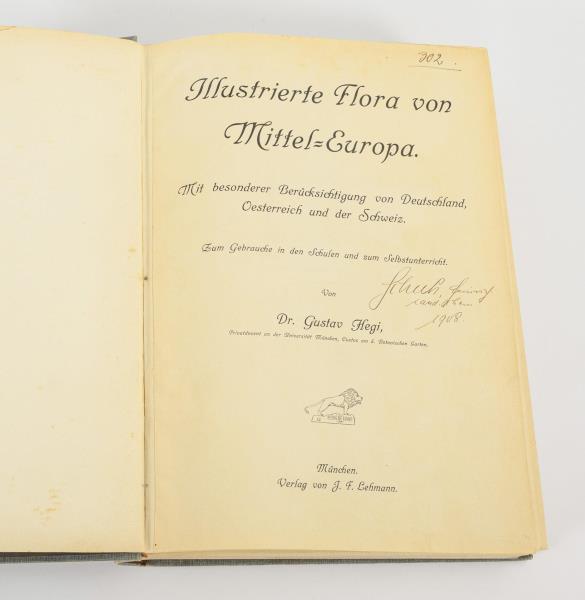 302.
Illustrierte Flora von
Mittel=Europa.
Mit besonderer Berücksichtigung von Deutschland,
Oesterreich und der Schweiz.
Zum Gebrauche in den Schulen und zum Selbstunterricht.
Von
Dr. Gustav Hegi,
Privatdozent an der Universität München, Custos am k. Botanischen Garten.
1908
München.
Verlag von J. F. Lehmann.